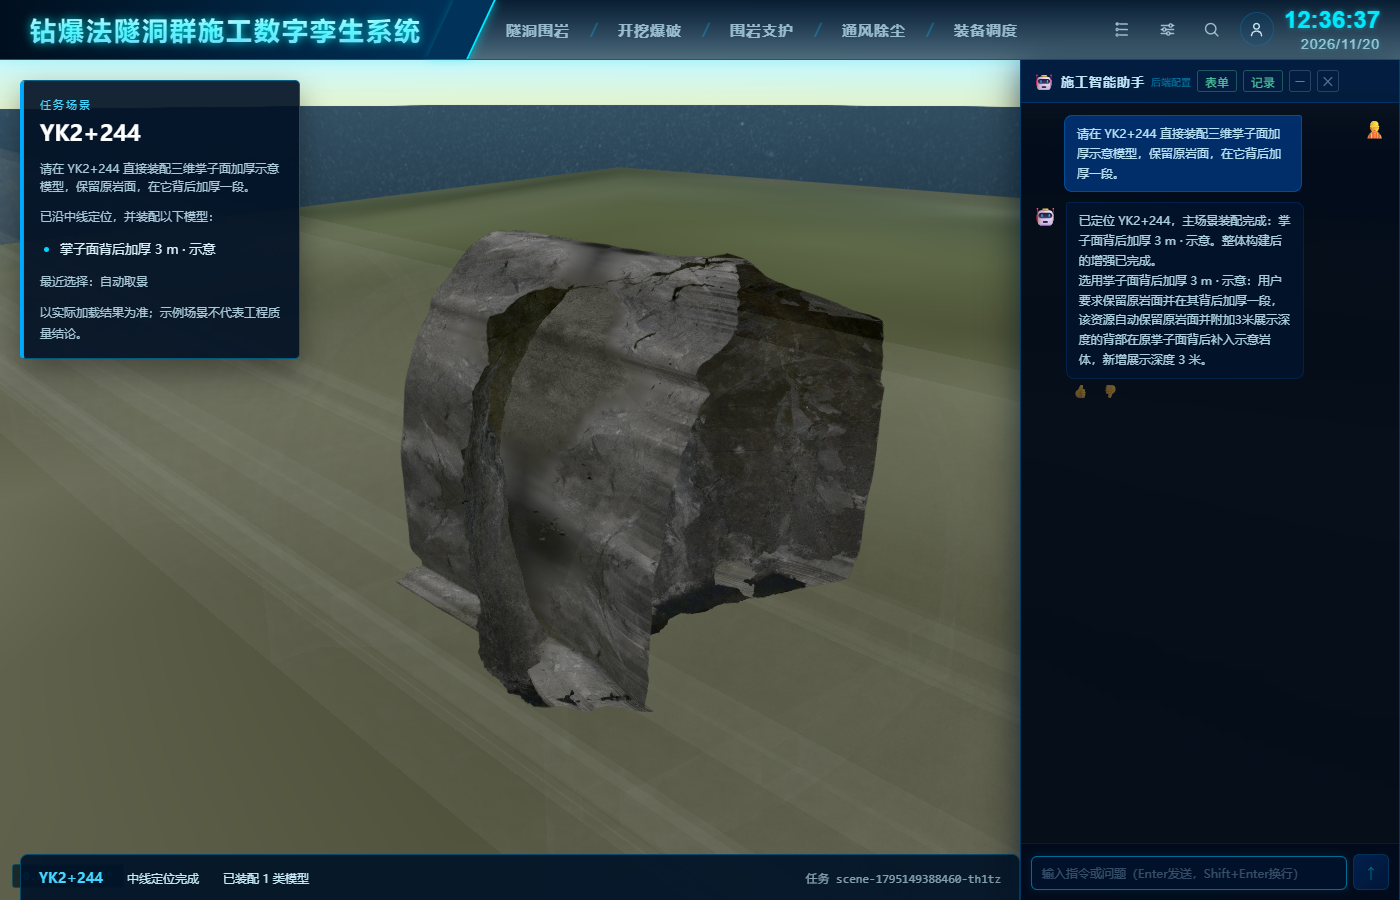 钻爆法隧洞群施工数字孪生系统
隧洞围岩 / 开挖爆破 / 围岩支护 / 通风除尘 / 装备调度
12:36:37
2026/11/20
任务场景
YK2+244
请在 YK2+244 直接装配三维掌子面加厚示意
模型，保留原岩面，在它背后加厚一段。
已沿中线定位，并装配以下模型：
掌子面背后加厚 3 m · 示意
最近选择：自动取景
以实际加载结果为准；示例场景不代表工程质
量结论。
施工智能助手 后端配置 表单 记录
请在 YK2+244 直接装配三维掌子面加
厚示意模型，保留原岩面，在它背后加
厚一段。
已定位 YK2+244，主场景装配完成：掌
子面背后加厚 3 m · 示意。整体构建后
的增强已完成。
选用掌子面背后加厚 3 m · 示意：用户
要求保留原岩面并在其背后加厚一段，
该资源自动保留原岩面并附加3米展示深
度的背部在原掌子面背后补入示意岩
体，新增展示深度 3 米。
输入指令或问题（Enter发送，Shift+Enter换行）
YK2+244 中线定位完成 已装配 1 类模型
任务 scene-1795149388460-th1tz